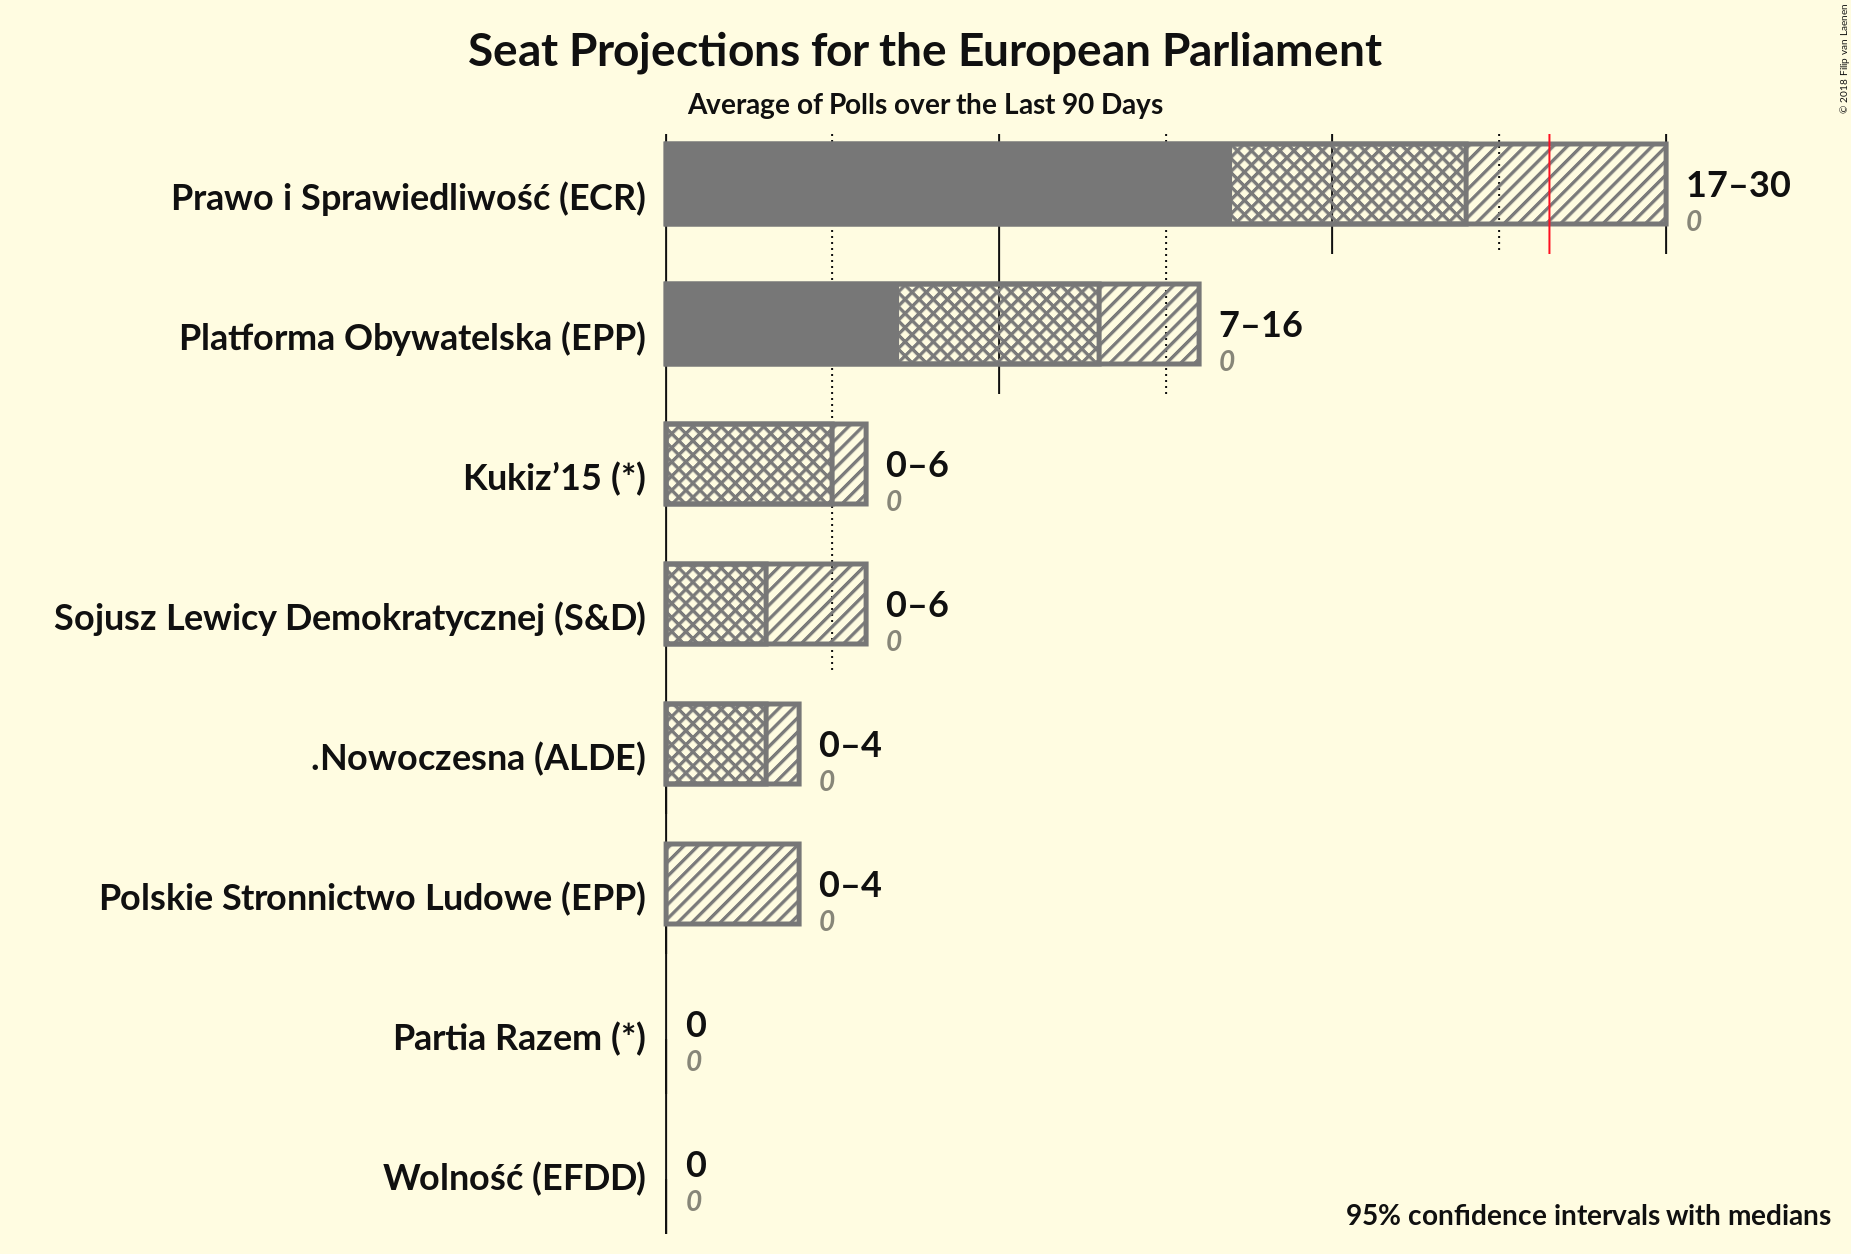 Seat Projections for the European Parliament
Average of Polls over the Last 90 Days
© 2018 Filip van Laenen
Prawo i Sprawiedliwość (ECR)
17–30
0
Platforma Obywatelska (EPP)
7–16
0
Kukiz’15 (*)
0–6
0
Sojusz Lewicy Demokratycznej (S&D)
0–6
0
.Nowoczesna (ALDE)
0–4
0
Polskie Stronnictwo Ludowe (EPP)
0–4
0
Partia Razem (*)
0
0
Wolność (EFDD)
0
0
95% confidence intervals with medians